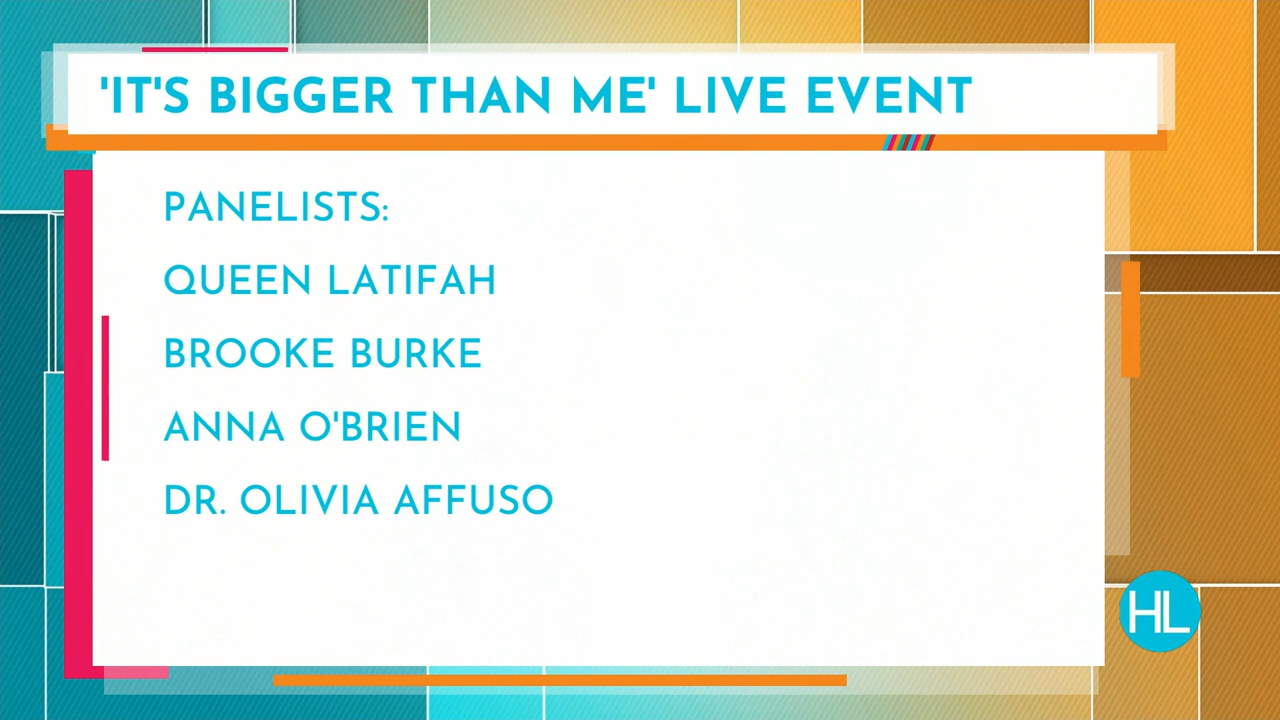 'IT'S BIGGER THAN ME' LIVE EVENT
PANELISTS:
QUEEN LATIFAH
BROOKE BURKE
ANNA O'BRIEN
DR. OLIVIA AFFUSO
HL